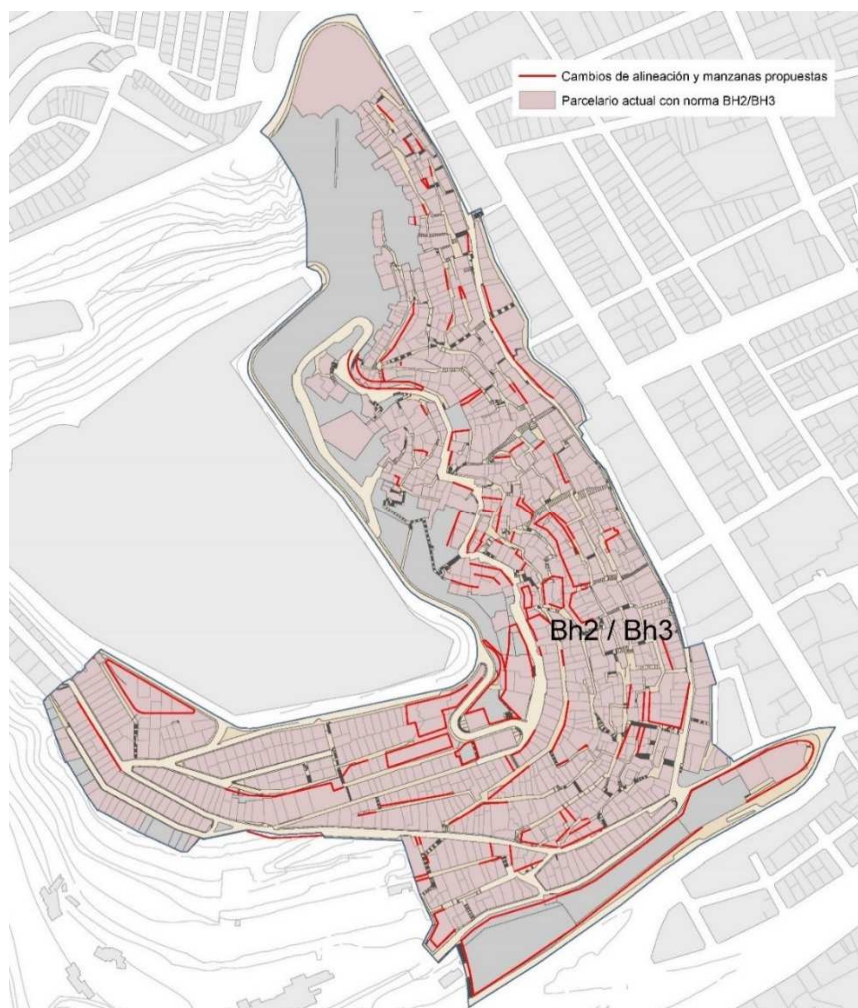 Cambios de alineación y manzanas propuestas
Parcelario actual con norma BH2/BH3
Bh2 / Bh3